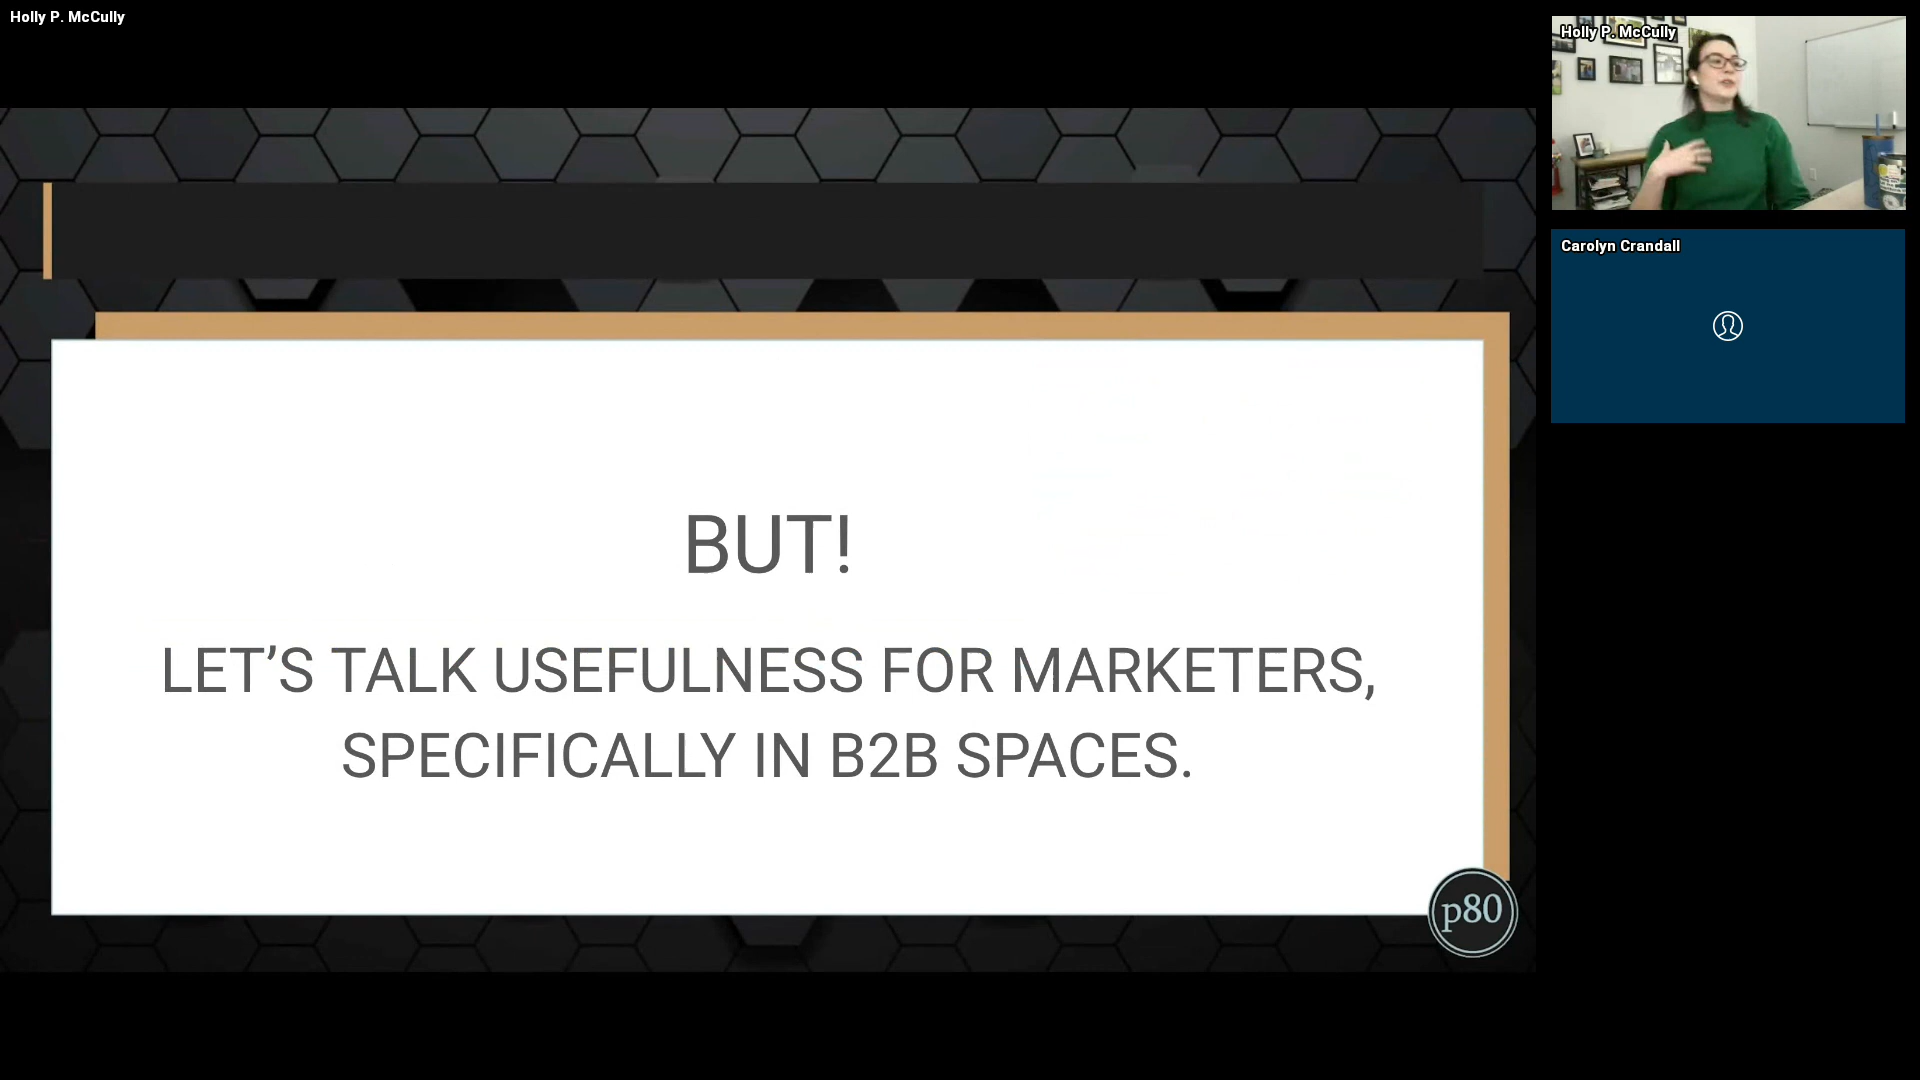 Holly P. McCully
BUT!
LET’S TALK USEFULNESS FOR MARKETERS,
SPECIFICALLY IN B2B SPACES.
p80
Holly P. McCully
Carolyn Crandall